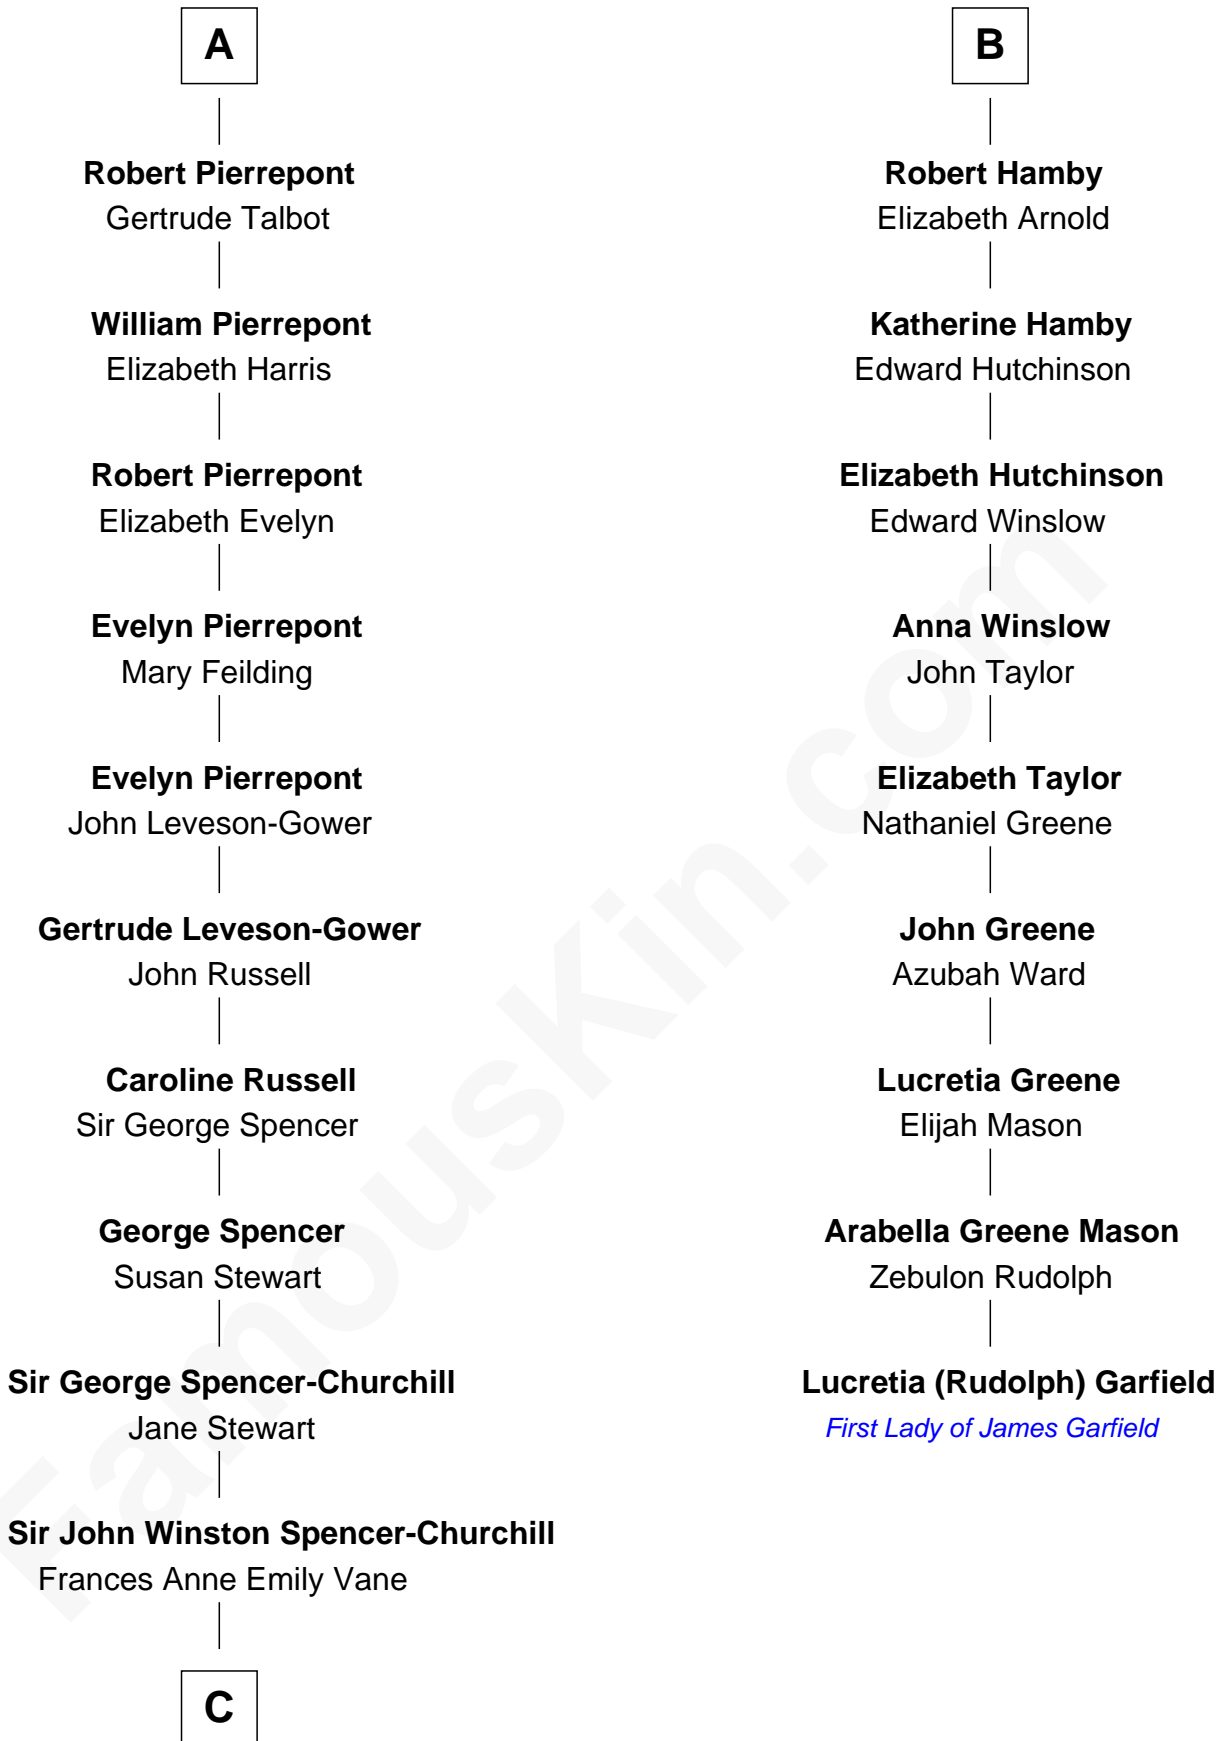 A
Robert Pierrepont
Gertrude Talbot
William Pierrepont
Elizabeth Harris
Robert Pierrepont
Elizabeth Evelyn
Evelyn Pierrepont
Mary Feilding
Evelyn Pierrepont
John Leveson-Gower
Gertrude Leveson-Gower
John Russell
Caroline Russell
Sir George Spencer
George Spencer
Susan Stewart
Sir George Spencer-Churchill
Jane Stewart
Sir John Winston Spencer-Churchill
Frances Anne Emily Vane
C
B
Robert Hamby
Elizabeth Arnold
Katherine Hamby
Edward Hutchinson
Elizabeth Hutchinson
Edward Winslow
Anna Winslow
John Taylor
Elizabeth Taylor
Nathaniel Greene
John Greene
Azubah Ward
Lucretia Greene
Elijah Mason
Arabella Greene Mason
Zebulon Rudolph
Lucretia (Rudolph) Garfield
First Lady of James Garfield
FamousKin.com